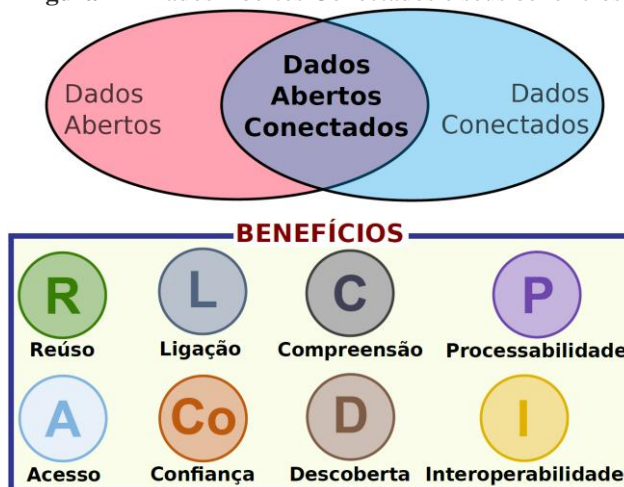 Dados
Abertos
Dados
Abertos
Conectados
Dados
Conectados
BENEFÍCIOS
R L C P
Reúso Ligação Compreensão Processabilidade
A Co D I
Acesso Confiança Descoberta Interoperabilidade